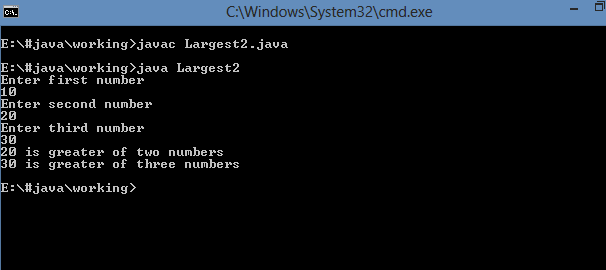 C:\Windows\System32\cmd.exe
E:\#java\working>javac Largest2.java
E:\#java\working>java Largest2
Enter first number
10
Enter second number
20
Enter third number
30
20 is greater of two numbers
30 is greater of three numbers
E:\#java\working>